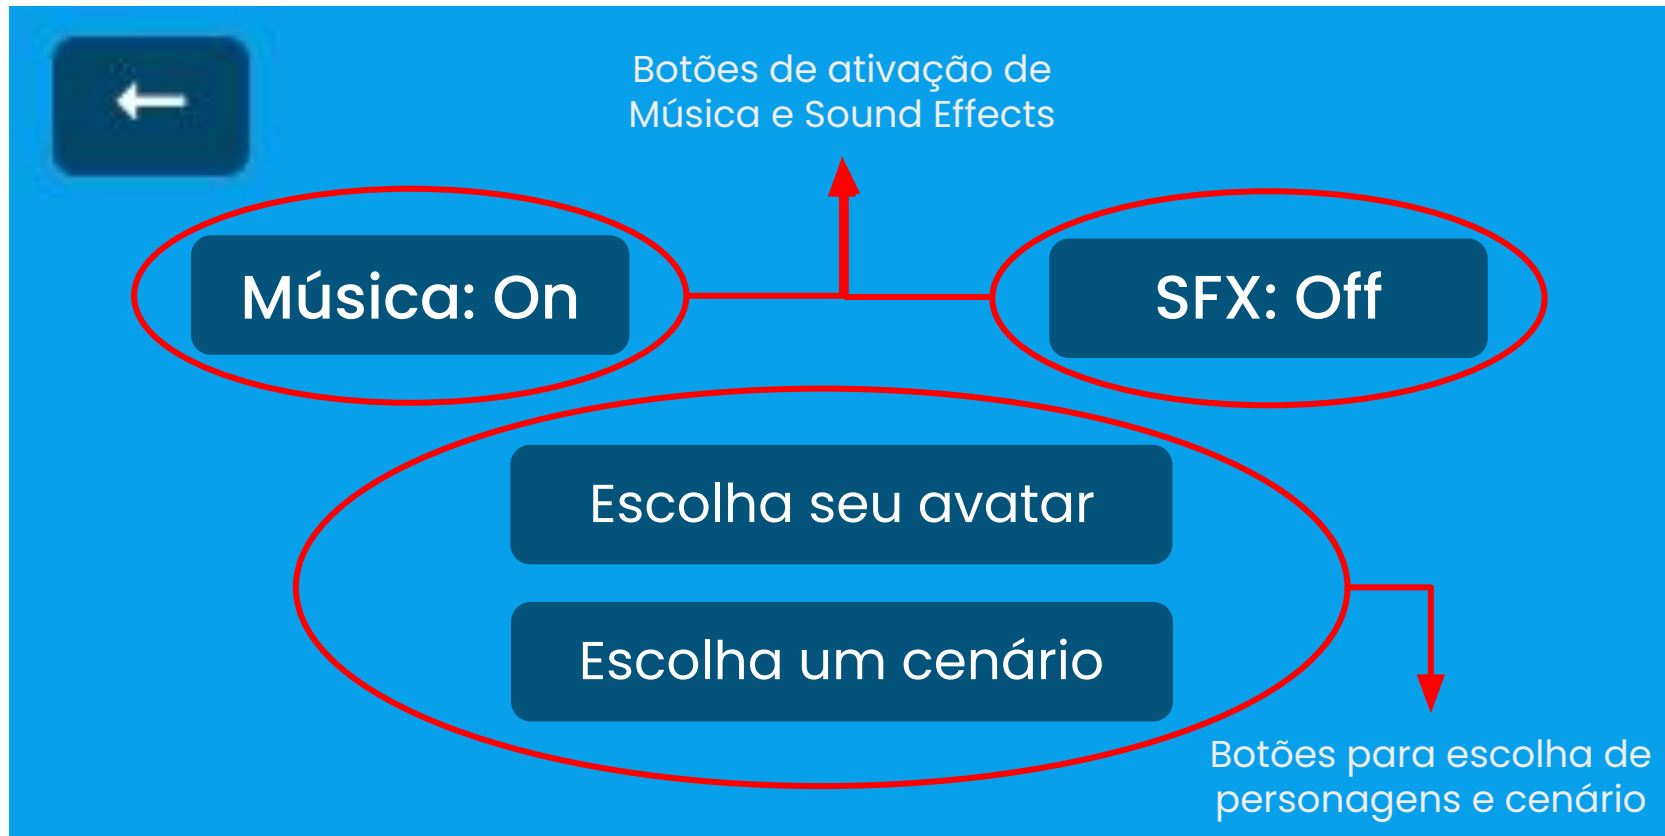 Botões de ativação de
Música e Sound Effects
Música: On
SFX: Off
Escolha seu avatar
Escolha um cenário
Botões para escolha de
personagens e cenário